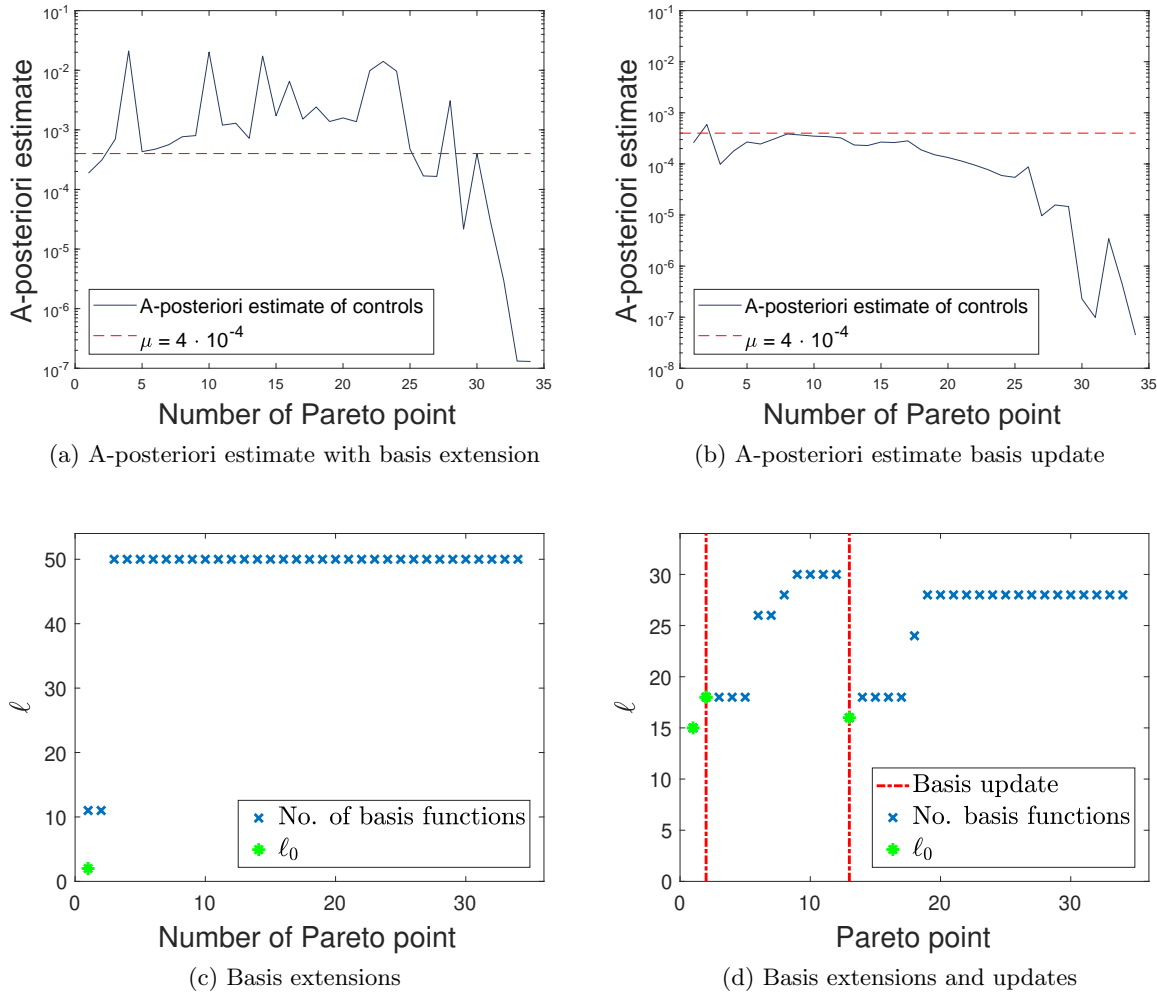 A-posteriori estimate
10^-1
10^-2
10^-3
10^-4
10^-5
10^-6
10^-7
A-posteriori estimate of controls
μ = 4 · 10^-4
0 5 10 15 20 25 30 35
Number of Pareto point
(a) A-posteriori estimate with basis extension
A-posteriori estimate
10^-1
10^-2
10^-3
10^-4
10^-5
10^-6
10^-7
10^-8
A-posteriori estimate of controls
μ = 4 · 10^-4
0 5 10 15 20 25 30 35
Number of Pareto point
(b) A-posteriori estimate basis update
ℓ
50
40
30
20
10
0
No. of basis functions
ℓ₀
0 10 20 30
Number of Pareto point
(c) Basis extensions
ℓ
30
25
20
15
10
5
0
Basis update
No. basis functions
ℓ₀
0 10 20 30
Pareto point
(d) Basis extensions and updates